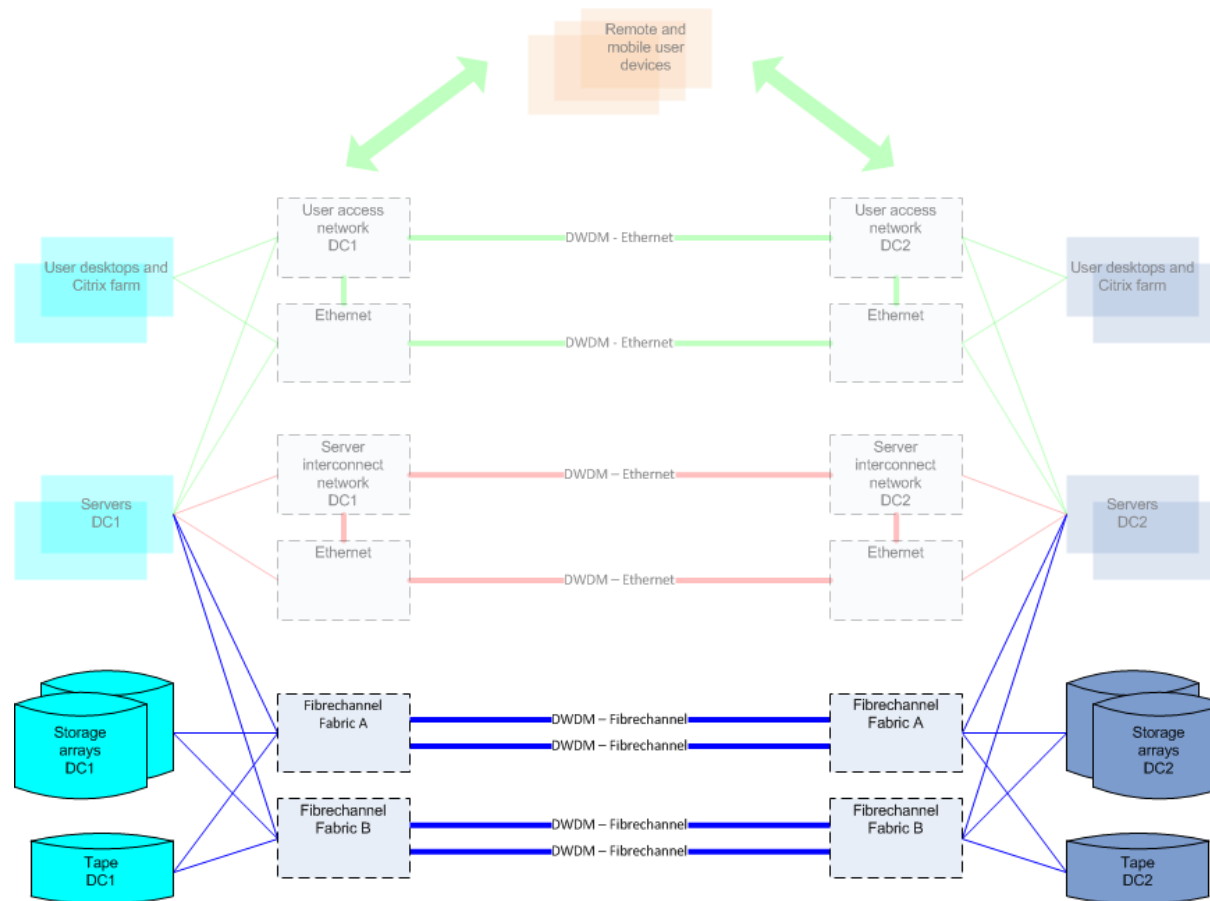 Remote and
mobile user
devices
User access
network
DC1
DWDM - Ethernet
User access
network
DC2
User desktops and
Citrix farm
User desktops and
Citrix farm
Ethernet
DWDM - Ethernet
Ethernet
Server
interconnect
network
DC1
DWDM – Ethernet
Server
interconnect
network
DC2
Servers
DC1
Servers
DC2
Ethernet
DWDM – Ethernet
Ethernet
Fibrechannel
Fabric A
DWDM – Fibrechannel
DWDM – Fibrechannel
Fibrechannel
Fabric A
Storage
arrays
DC1
Storage
arrays
DC2
Fibrechannel
Fabric B
DWDM – Fibrechannel
DWDM – Fibrechannel
Fibrechannel
Fabric B
Tape
DC1
Tape
DC2